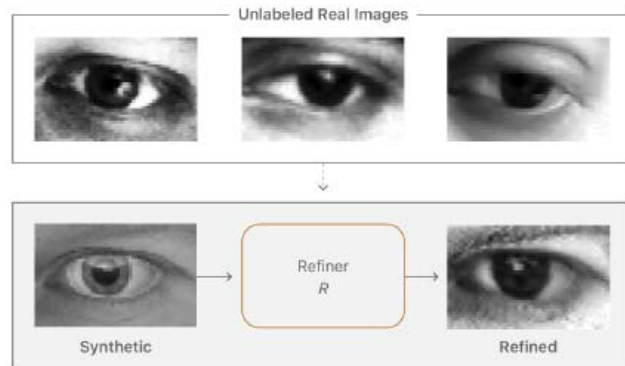 Unlabeled Real Images
Refiner
R
Synthetic
Refined